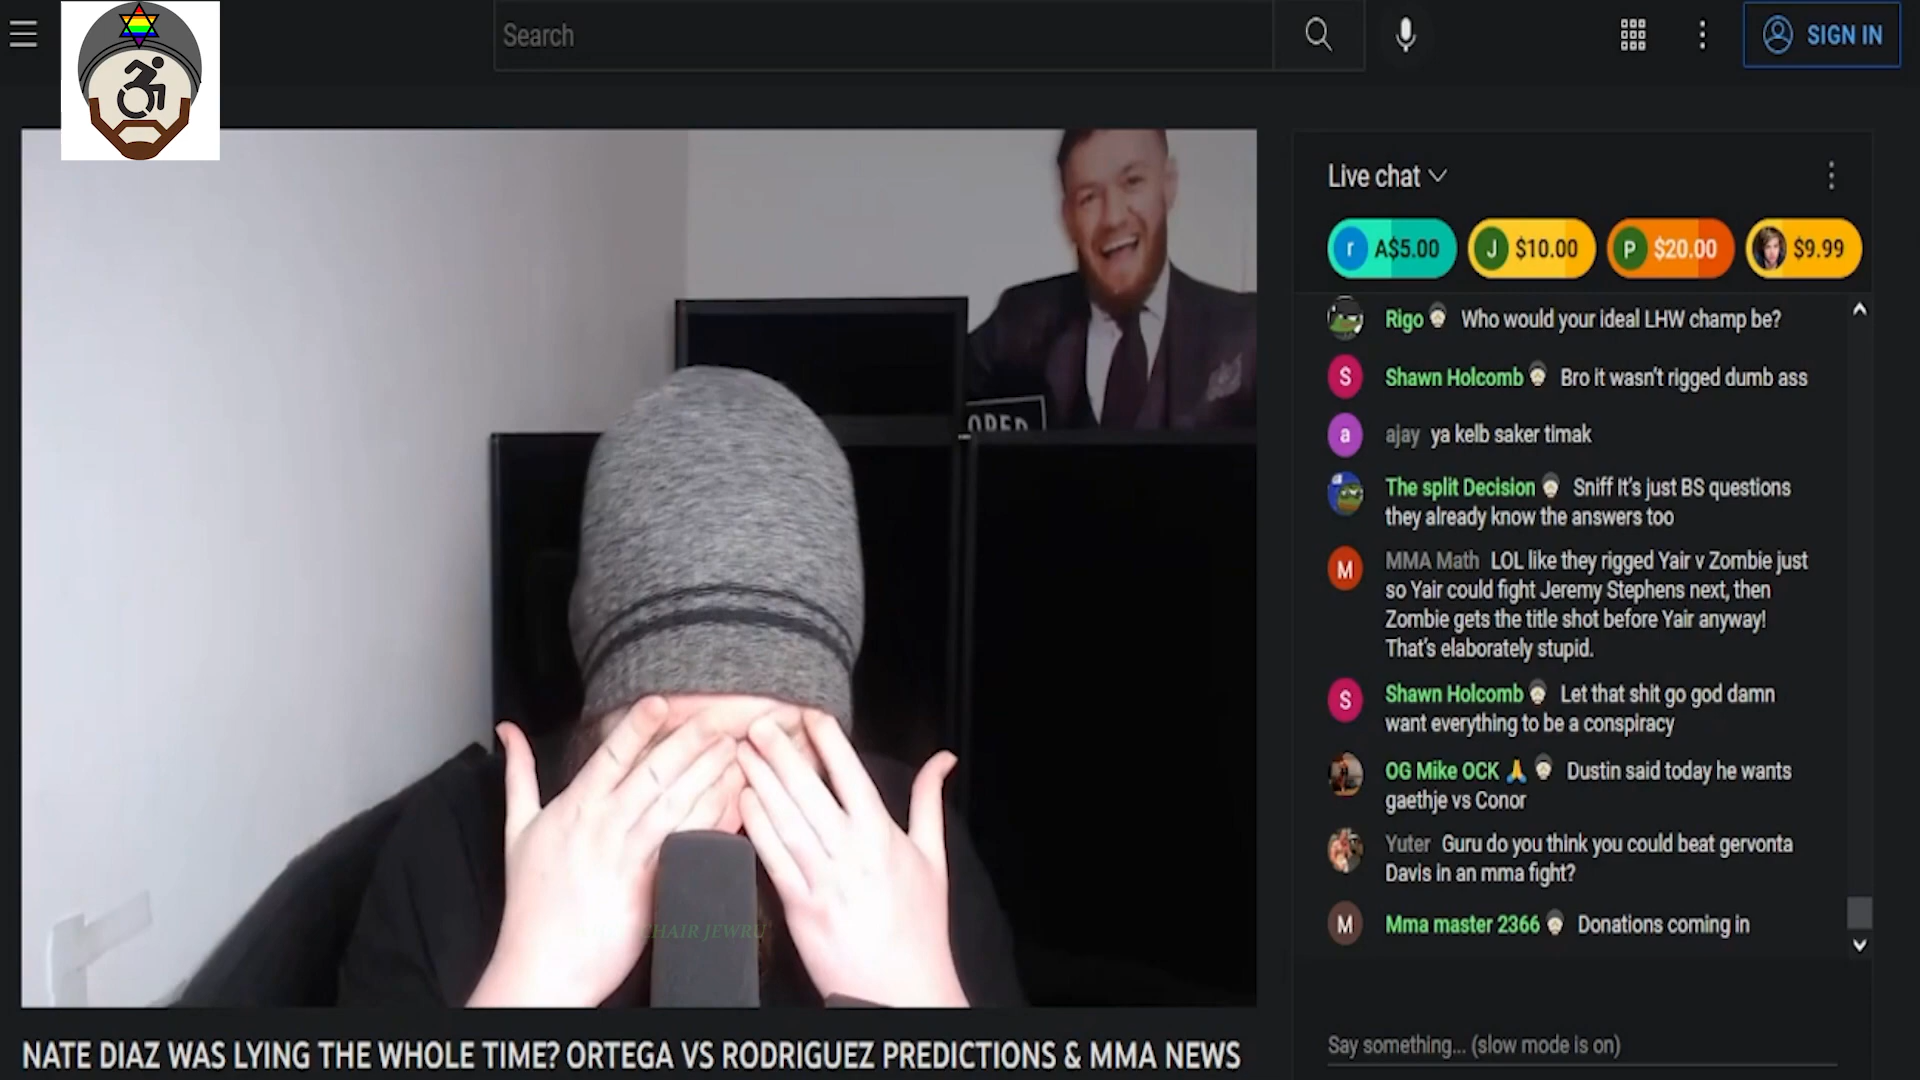 Search
SIGN IN
Live chat
A$5.00
$10.00
$20.00
$9.99
r
J
P
Rigo Who would your ideal LHW champ be?
S
Shawn Holcomb Bro it wasn't rigged dumb ass
a
ajay ya kelb saker timak
The split Decision Sniff It's just BS questions
they already know the answers too
M
MMA Math LOL like they rigged Yair v Zombie just
so Yair could fight Jeremy Stephens next, then
Zombie gets the title shot before Yair anyway!
That's elaborately stupid.
S
Shawn Holcomb Let that shit go god damn
want everything to be a conspiracy
OG Mike OCK 🙏 Dustin said today he wants
gaethje vs Conor
Yuter Guru do you think you could beat gervonta
Davis in an mma fight?
M
Mma master 2366 Donations coming in
CHAIR JEWRU
Say something... (slow mode is on)
NATE DIAZ WAS LYING THE WHOLE TIME? ORTEGA VS RODRIGUEZ PREDICTIONS & MMA NEWS